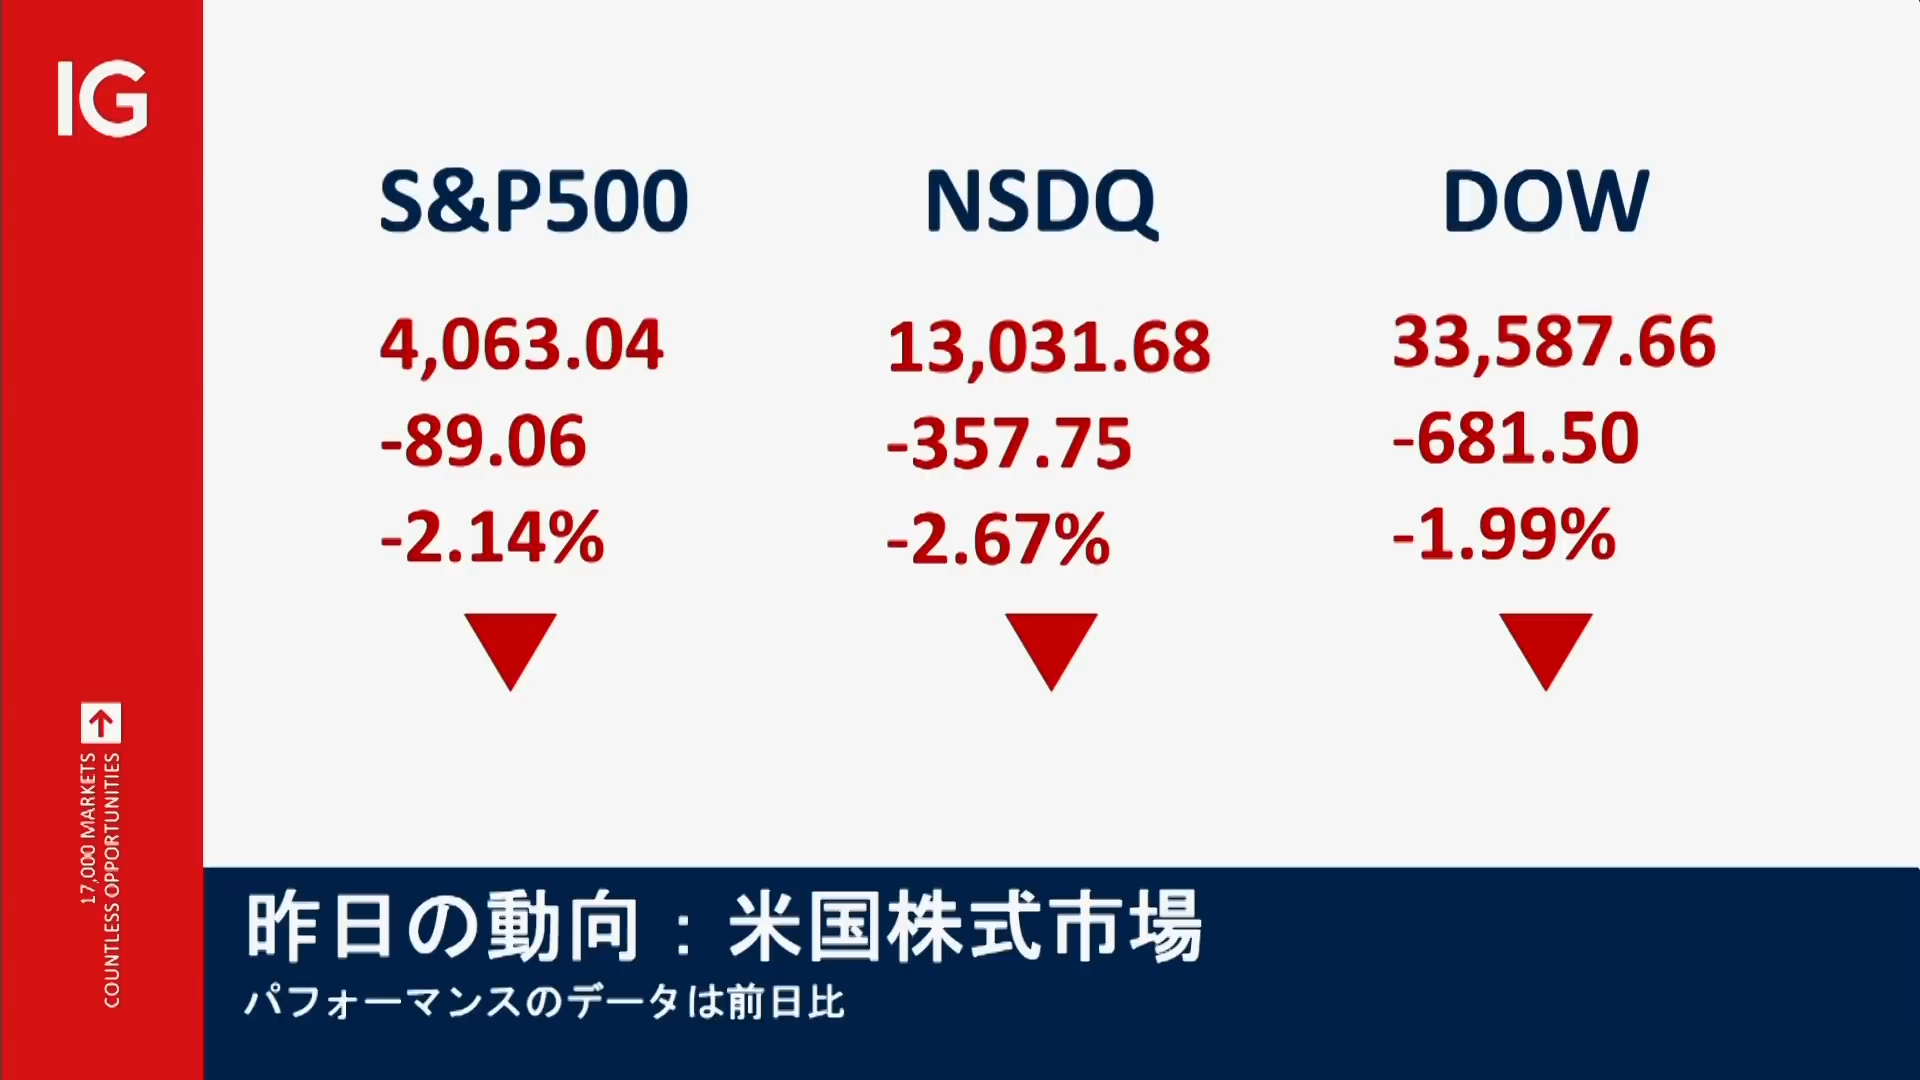 IG
S&P500 NSDQ DOW
4,063.04 13,031.68 33,587.66
-89.06 -357.75 -681.50
-2.14% -2.67% -1.99%
17,000 MARKETS
COUNTLESS OPPORTUNITIES
昨日の動向：米国株式市場
パフォーマンスのデータは前日比